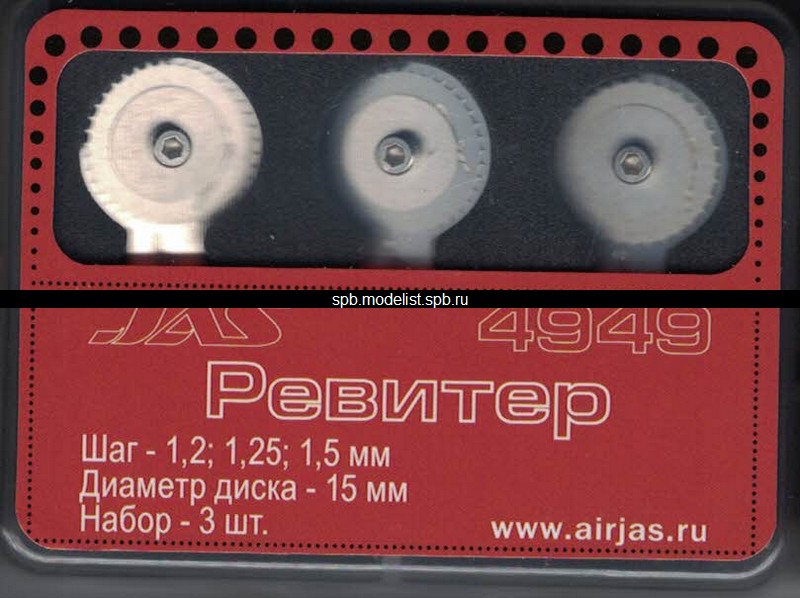 spb.modelist.spb.ru
JAS 4949
Ревитер
Шаг - 1,2; 1,25; 1,5 мм
Диаметр диска - 15 мм
Набор - 3 шт.
www.airjas.ru